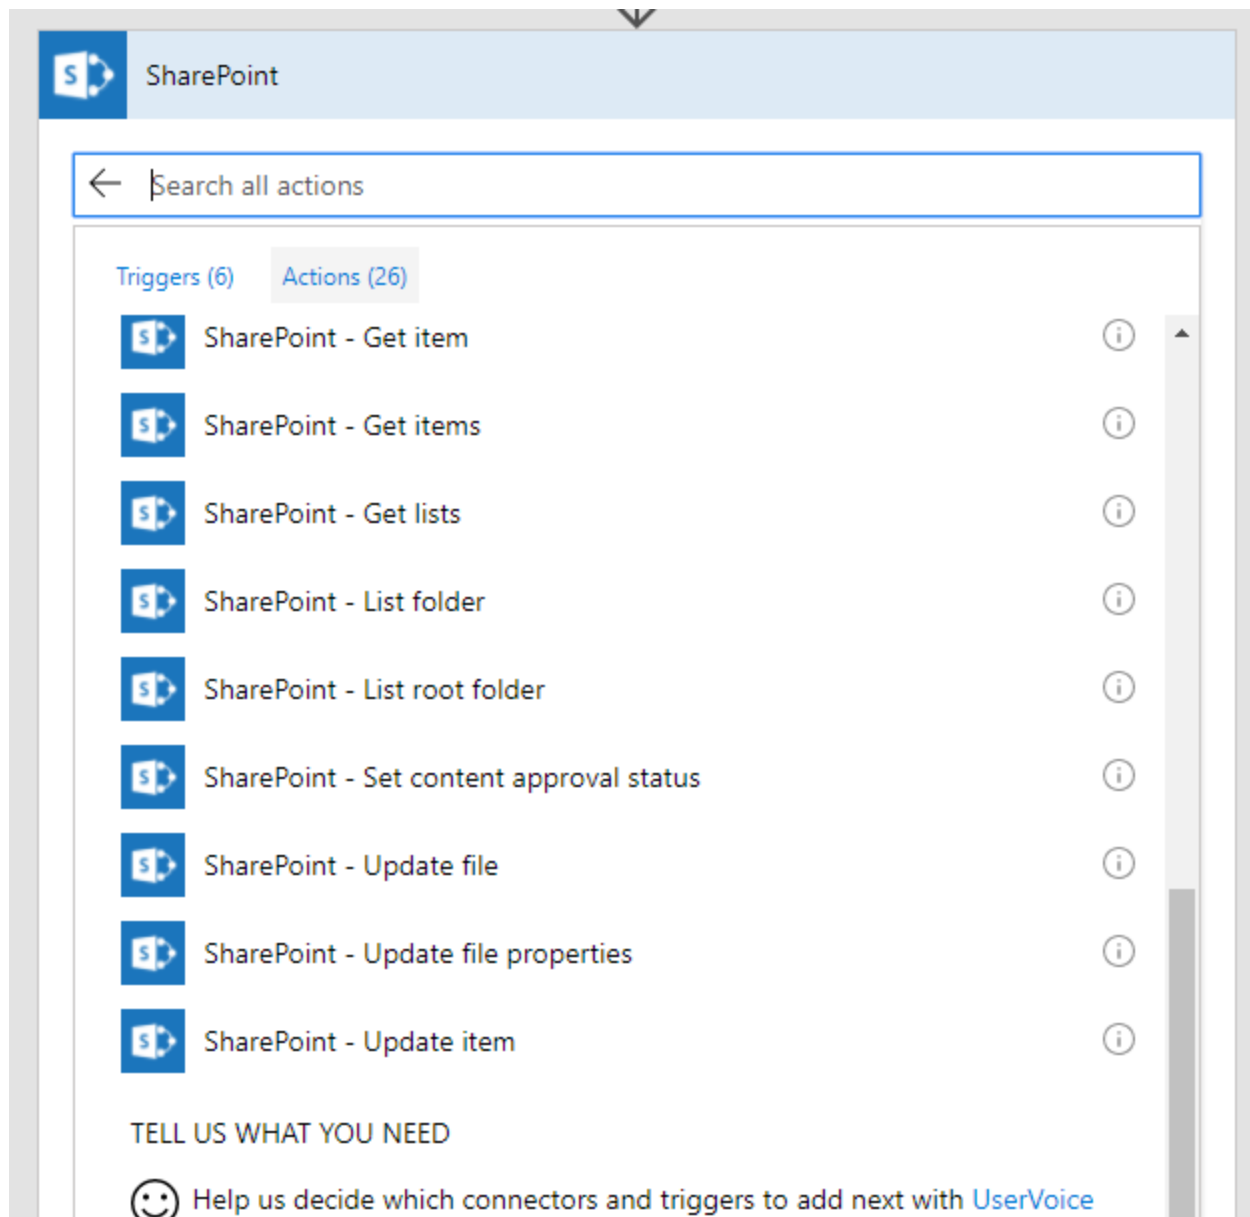 SharePoint
Search all actions
Triggers (6) Actions (26)
SharePoint - Get item
SharePoint - Get items
SharePoint - Get lists
SharePoint - List folder
SharePoint - List root folder
SharePoint - Set content approval status
SharePoint - Update file
SharePoint - Update file properties
SharePoint - Update item
TELL US WHAT YOU NEED
Help us decide which connectors and triggers to add next with UserVoice